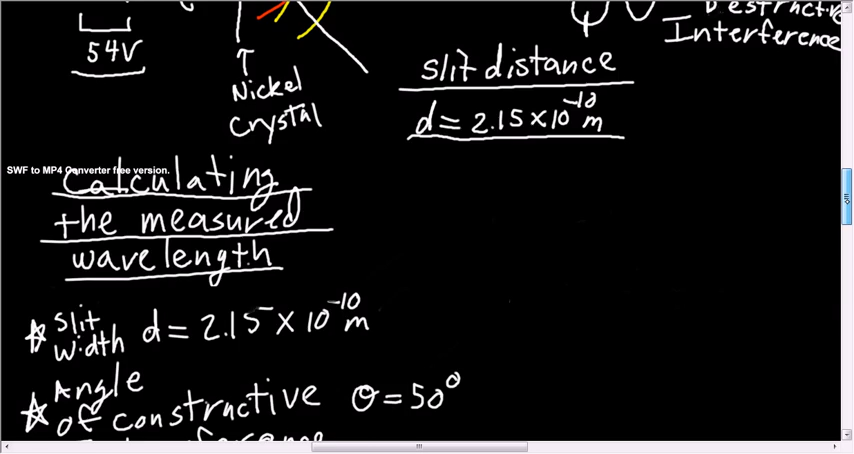 54V
Nickel
Crystal
Interference
slit distance
d = 2.15 × 10⁻¹⁰ m
SWF to MP4 Converter free version.
Calculating
the measured
wavelength
☆ Slit width d = 2.15 × 10⁻¹⁰ m
☆ Angle
of constructive θ = 50°